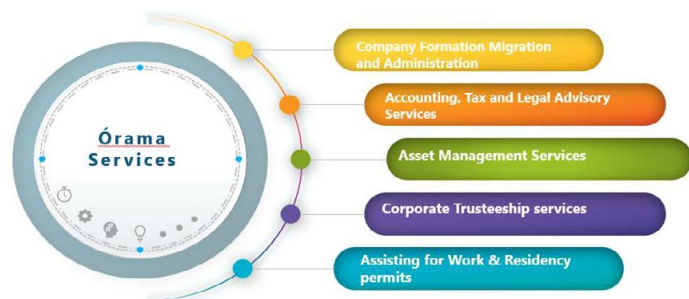 Órama
Services
Company Formation Migration
and Administration
Accounting, Tax and Legal Advisory
Services
Asset Management Services
Corporate Trusteeship services
Assisting for Work & Residency
permits